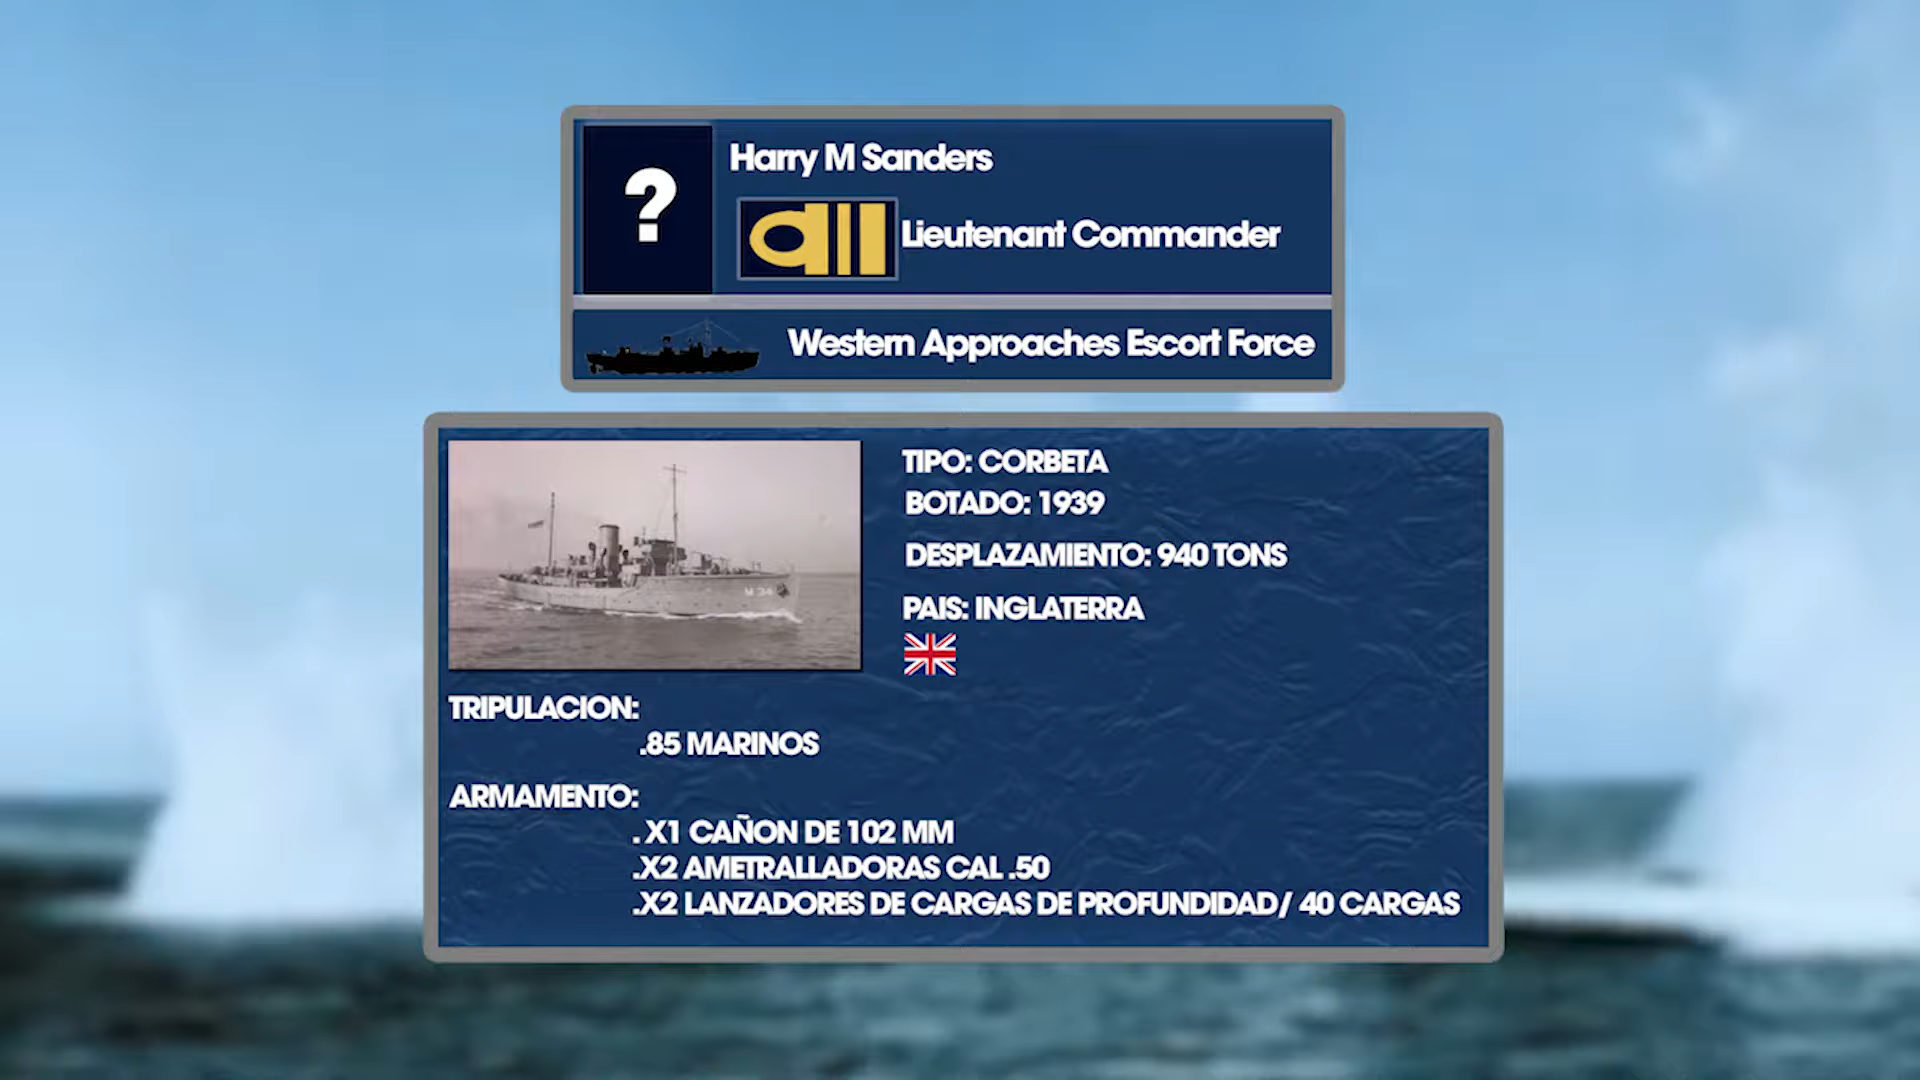 ?
Harry M Sanders
Lieutenant Commander
Western Approaches Escort Force
TIPO: CORBETA
BOTADO: 1939
DESPLAZAMIENTO: 940 TONS
PAIS: INGLATERRA
TRIPULACION:
.85 MARINOS
ARMAMENTO:
. X1 CAÑON DE 102 MM
.X2 AMETRALLADORAS CAL .50
.X2 LANZADORES DE CARGAS DE PROFUNDIDAD/ 40 CARGAS